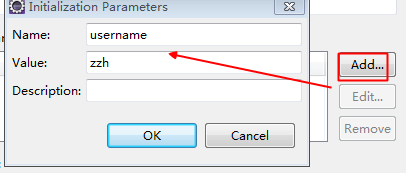 Initialization Parameters
Name: username
Value: zzh
Description:
OK Cancel
Add...
Edit...
Remove